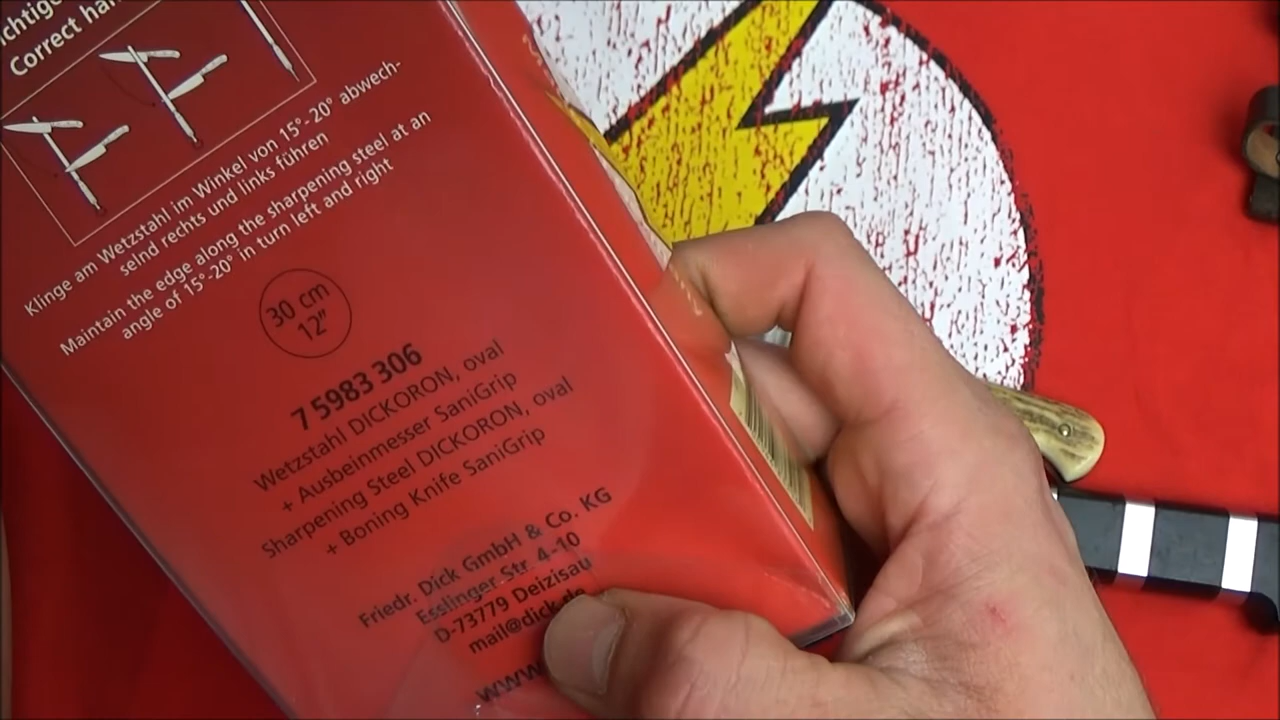 Correct
Klinge am Wetzstahl im Winkel von 15°- 20° abwech-
selnd rechts und links führen
Maintain the edge along the sharpening steel at an
angle of 15°-20° in turn left and right
30 cm
12"
7 5983 306
Wetzstahl DICKORON, oval
+ Ausbeinmesser SaniGrip
Sharpening Steel DICKORON, oval
+ Boning Knife SaniGrip
Friedr. Dick GmbH & Co. KG
Esslinger Str. 4-10
D-73779 Deizisau
mail@dick.de
www